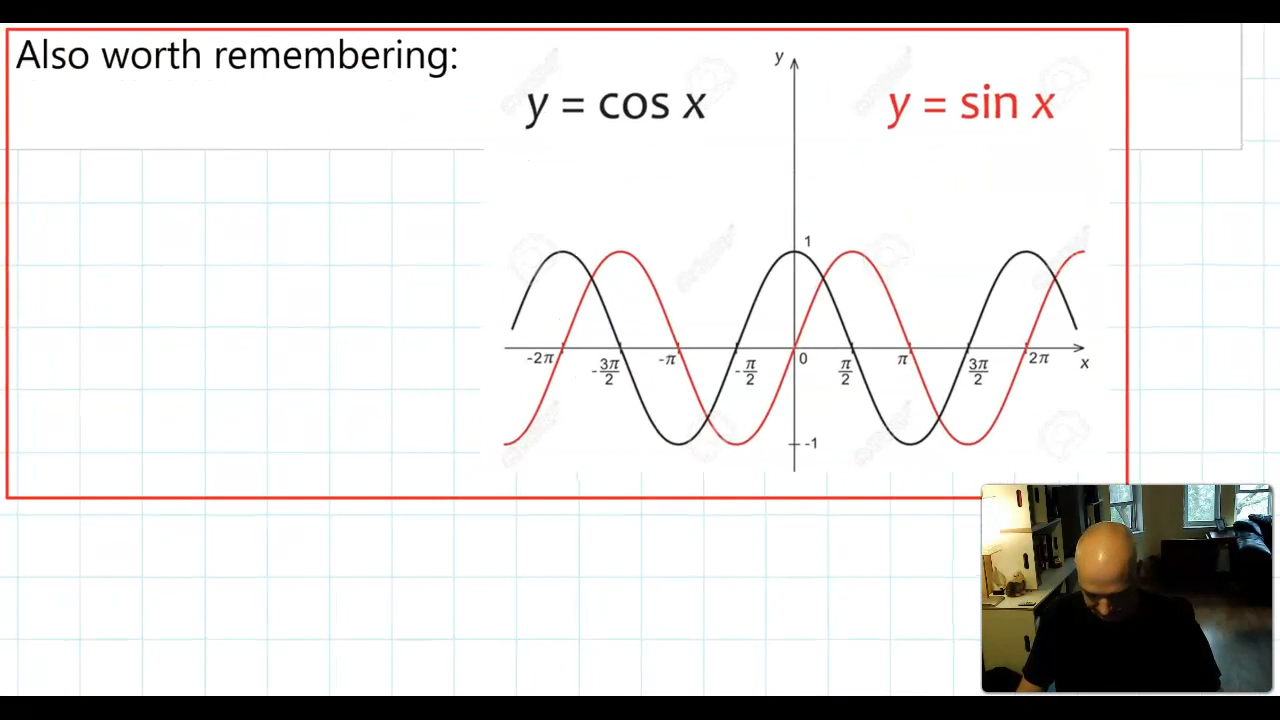 Also worth remembering:
y
y = cos x
y = sin x
1
-2π
-3π/2
-π
-π/2
0
π/2
π
3π/2
2π
x
-1